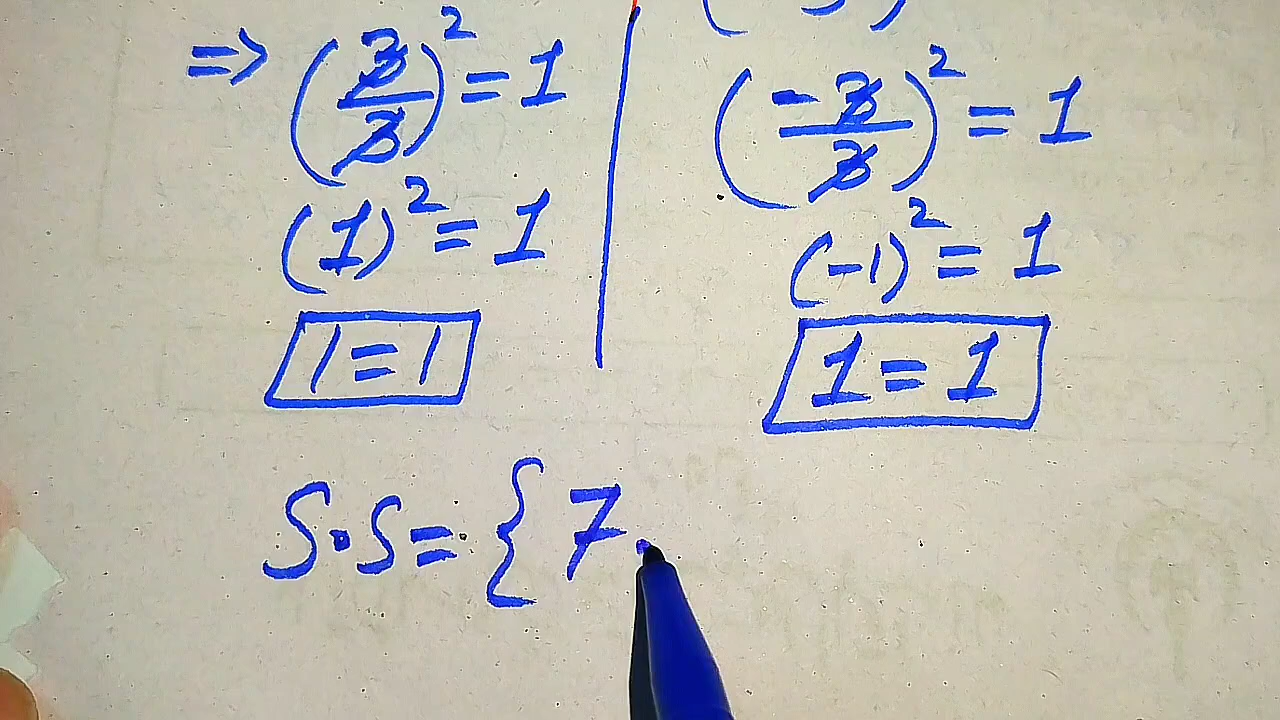 => (3/3)² = 1
(1)² = 1
1 = 1
(-3/3)² = 1
(-1)² = 1
1 = 1
S.S = { 7,